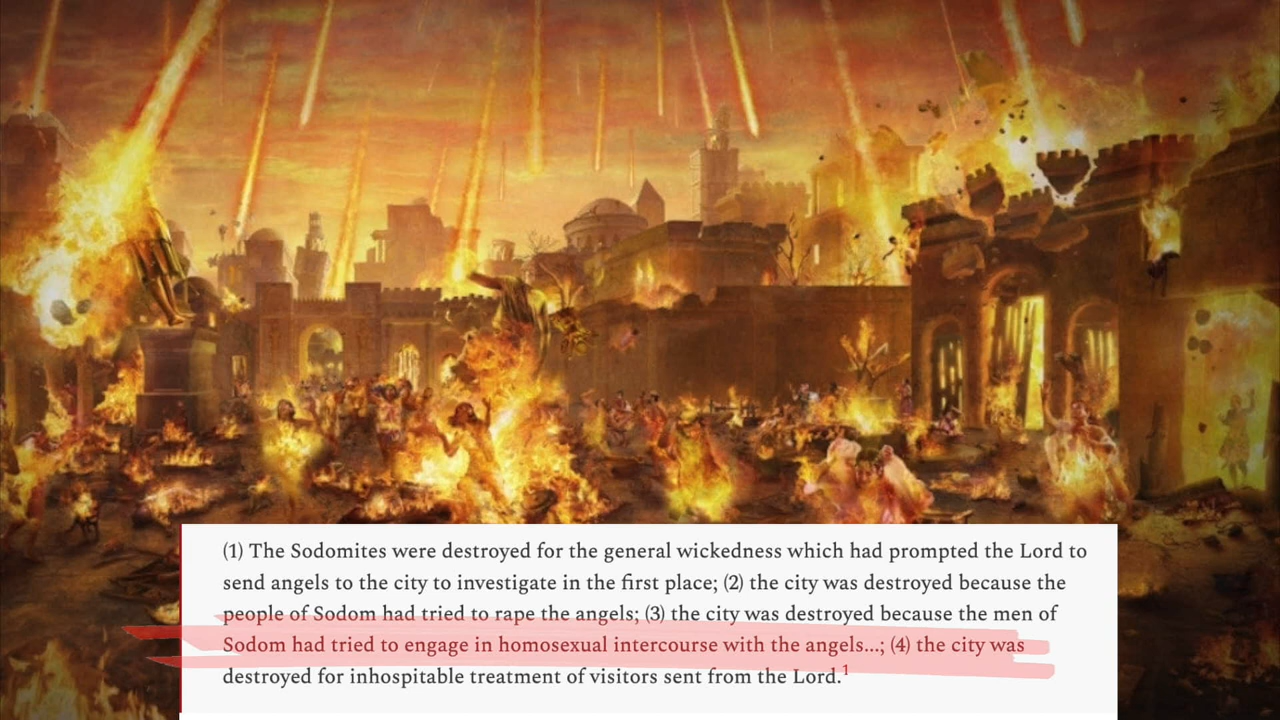 (1) The Sodomites were destroyed for the general wickedness which had prompted the Lord to
send angels to the city to investigate in the first place; (2) the city was destroyed because the
people of Sodom had tried to rape the angels; (3) the city was destroyed because the men of
Sodom had tried to engage in homosexual intercourse with the angels...; (4) the city was
destroyed for inhospitable treatment of visitors sent from the Lord.1